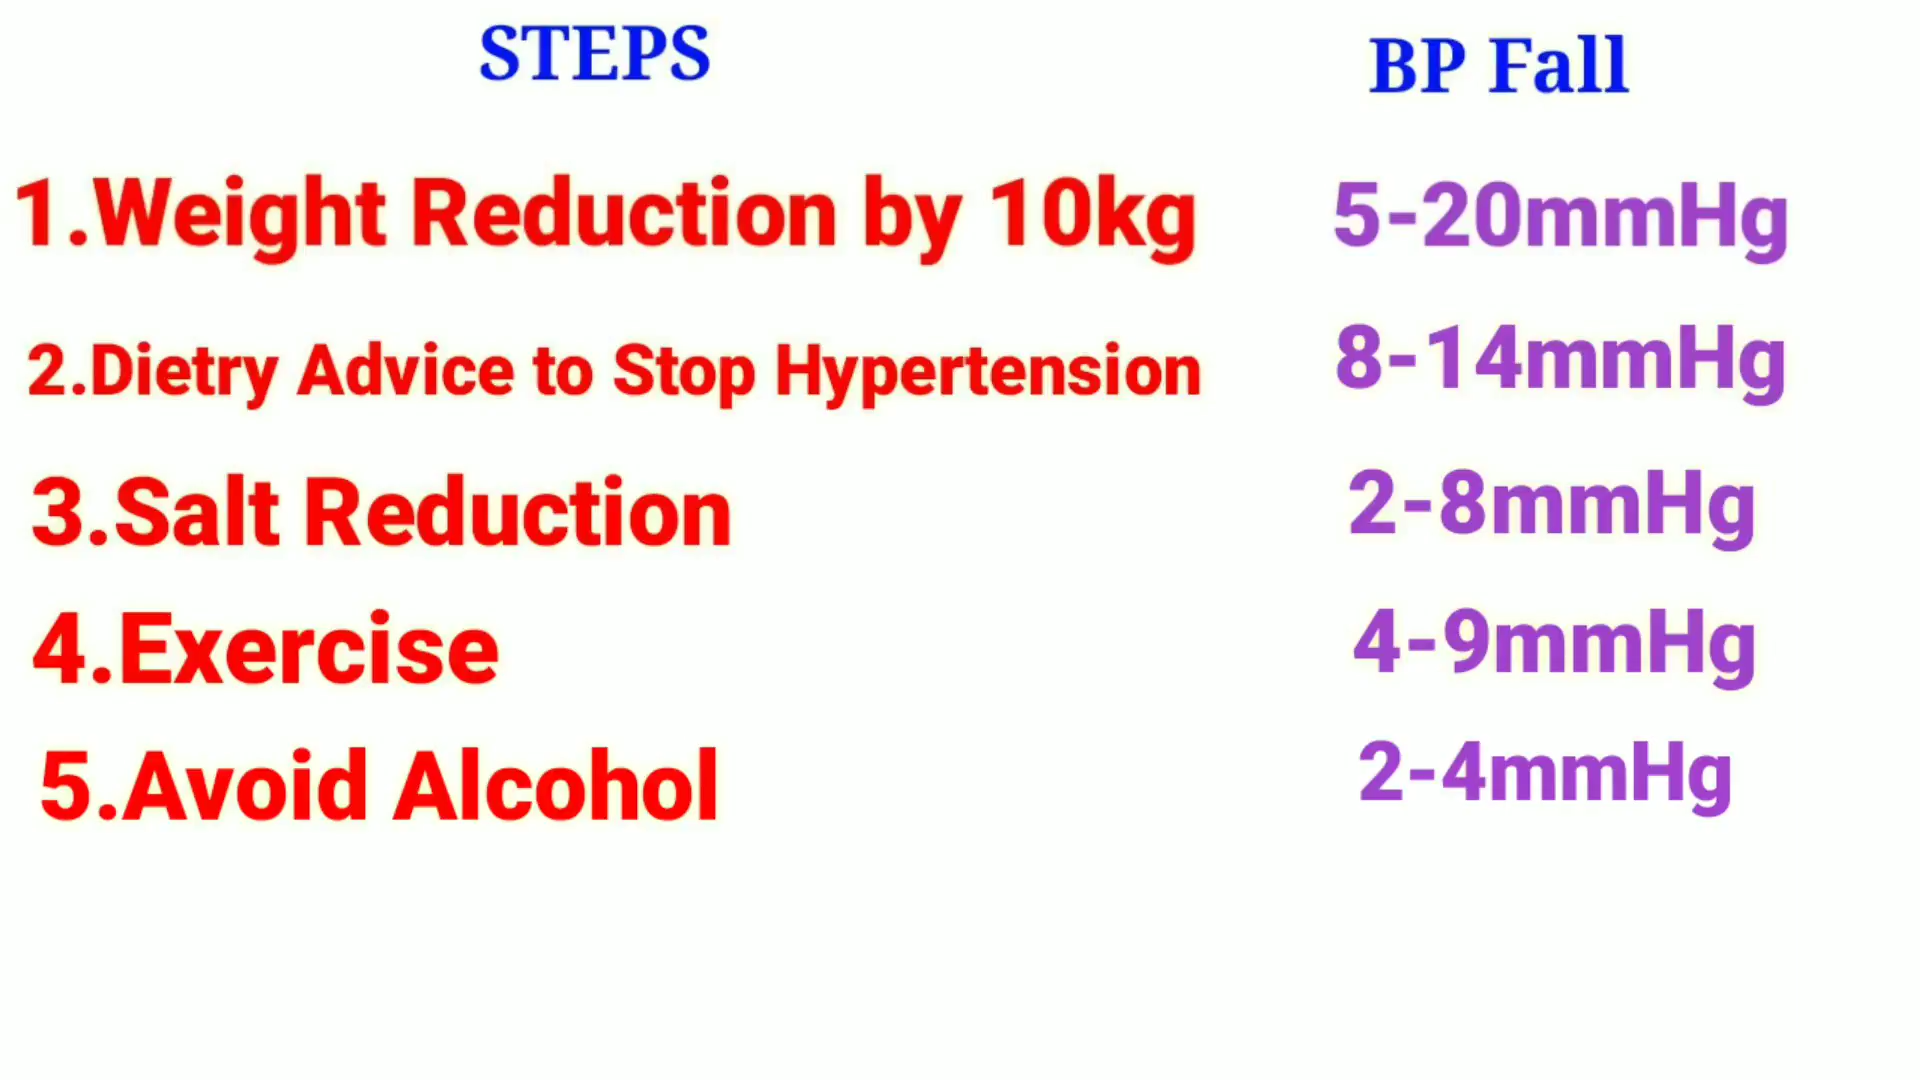 STEPS BP Fall
1.Weight Reduction by 10kg 5-20mmHg
2.Dietry Advice to Stop Hypertension 8-14mmHg
3.Salt Reduction 2-8mmHg
4.Exercise 4-9mmHg
5.Avoid Alcohol 2-4mmHg